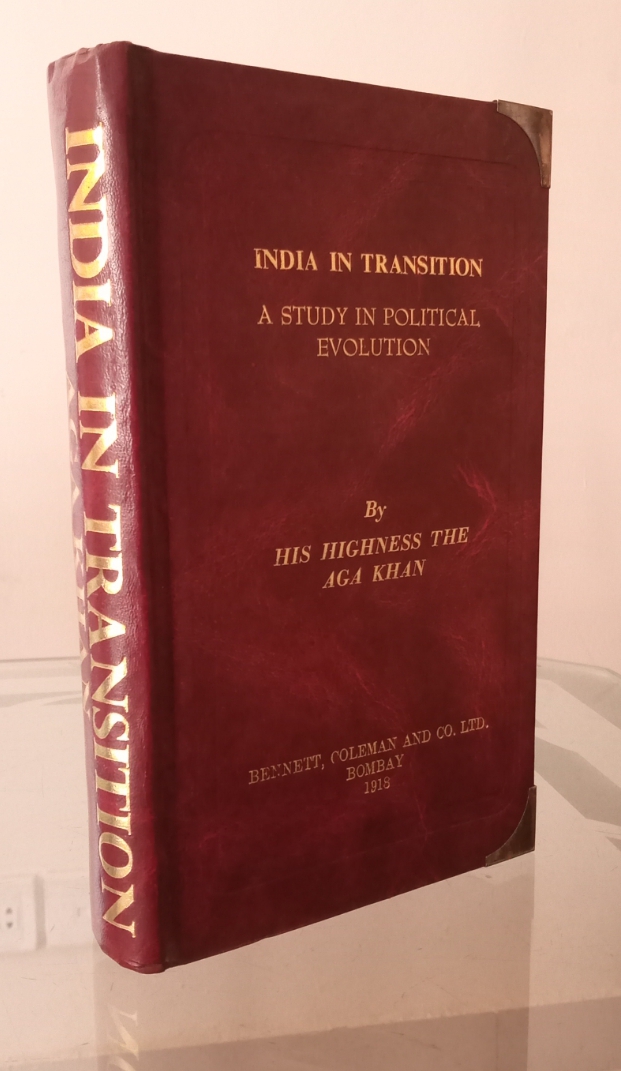 INDIA IN TRANSITION
INDIA IN TRANSITION
A STUDY IN POLITICAL
EVOLUTION
By
HIS HIGHNESS THE
AGA KHAN
BENNETT, COLEMAN AND CO. LTD.
BOMBAY
1918